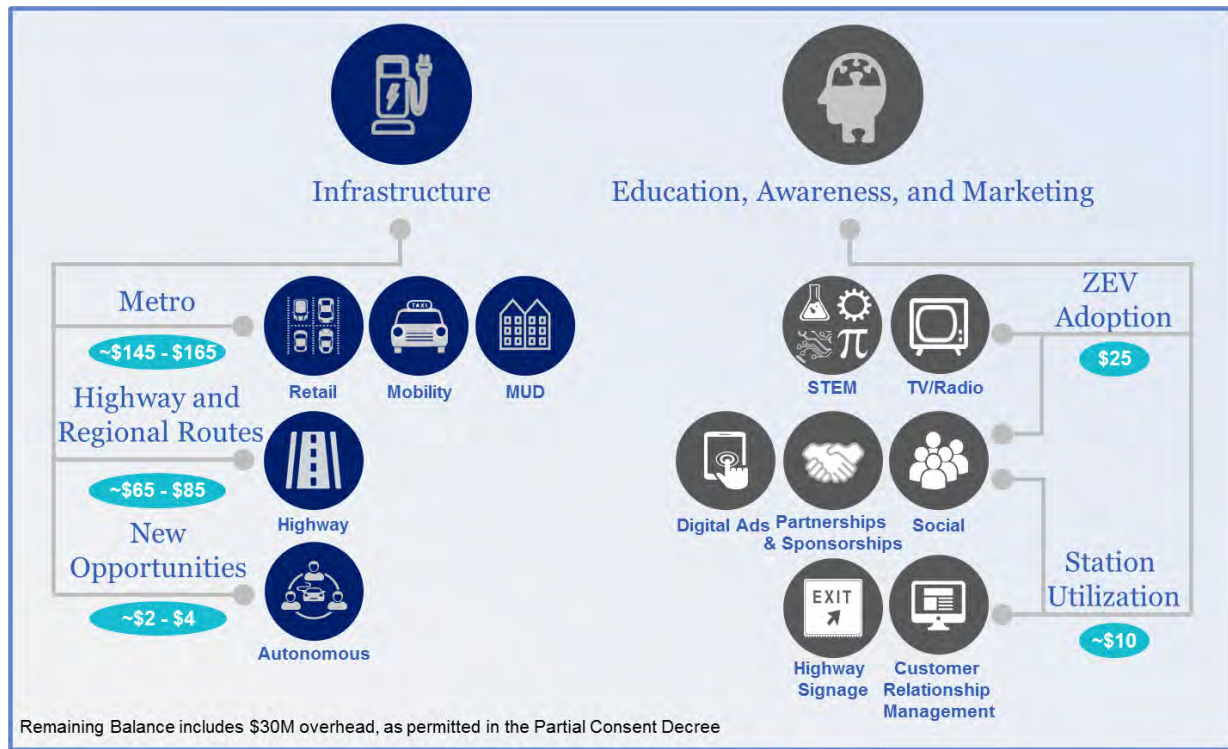 Infrastructure
Metro
~$145 - $165
TAXI
Retail
Mobility
MUD
Highway and
Regional Routes
~$65 - $85
Highway
New
Opportunities
~$2 - $4
Autonomous
Education, Awareness, and Marketing
π
STEM
TV/Radio
ZEV
Adoption
$25
Digital Ads
Partnerships
& Sponsorships
Social
EXIT
Highway
Signage
Customer
Relationship
Management
Station
Utilization
~$10
Remaining Balance includes $30M overhead, as permitted in the Partial Consent Decree